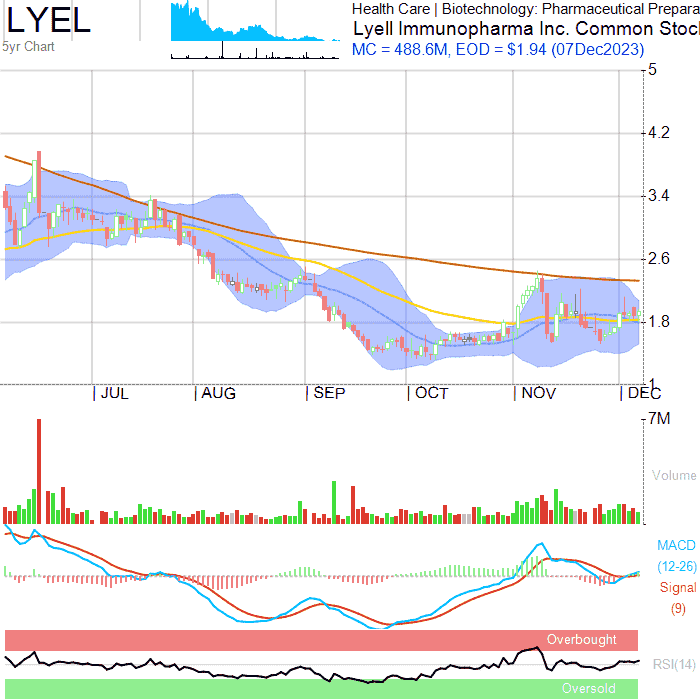 LYEL
5yr Chart
Health Care | Biotechnology: Pharmaceutical Prepara
Lyell Immunopharma Inc. Common Stoc
MC = 488.6M, EOD = $1.94 (07Dec2023)
5
4.2
3.4
2.6
1.8
1
JUL AUG SEP OCT NOV DEC
7M
Volume
MACD
(12-26)
Signal
(9)
Overbought
RSI(14)
Oversold